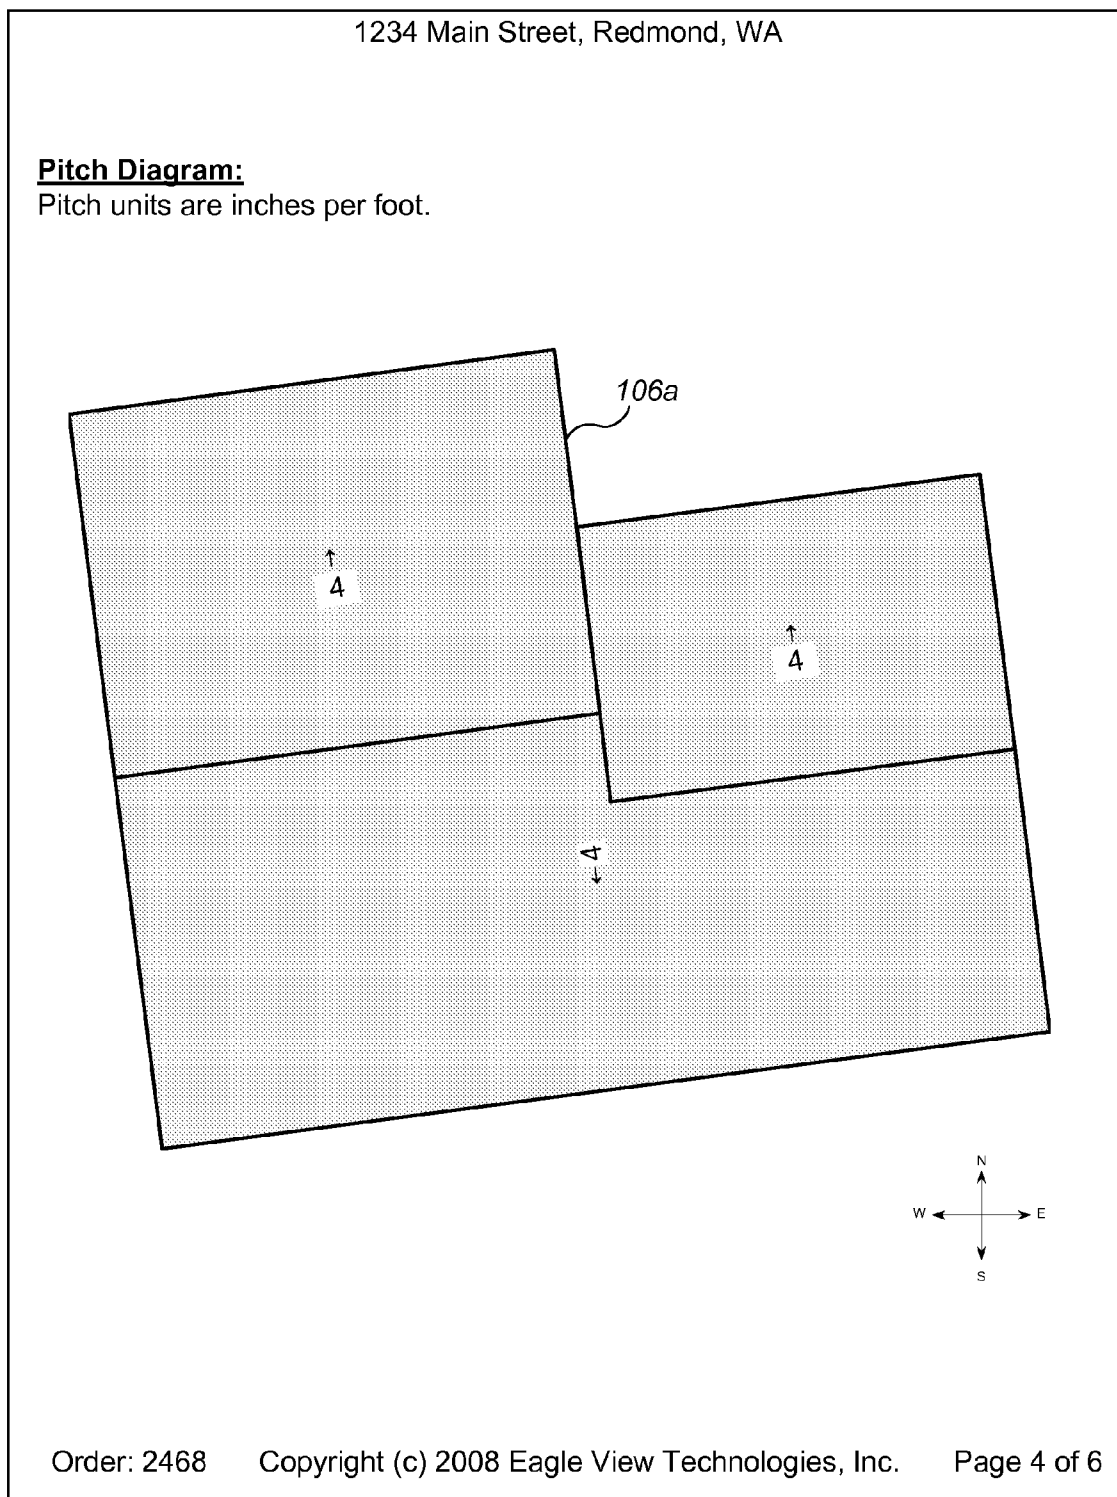 1234 Main Street, Redmond, WA
Pitch Diagram:
Pitch units are inches per foot.
106a
4
4
4
N
W E
S
Order: 2468 Copyright (c) 2008 Eagle View Technologies, Inc. Page 4 of 6